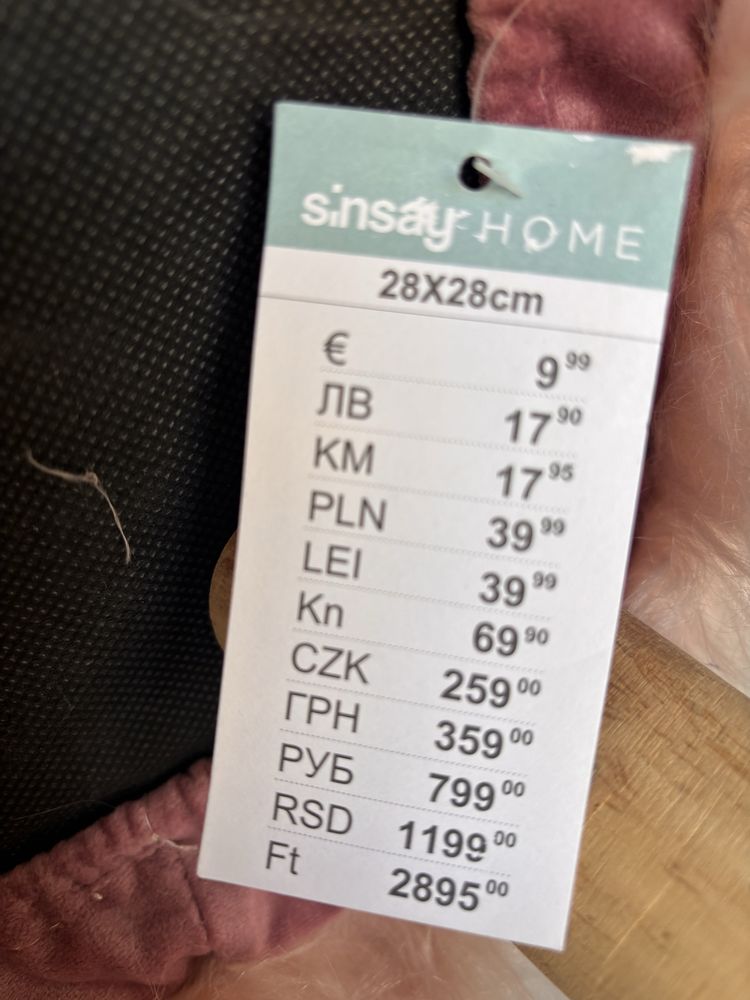 sinsay HOME
28X28cm
€ 9 99
ЛВ 17 90
KM 17 95
PLN 39 99
LEI 39 99
Kn 69 90
CZK 259 00
ГРН 359 00
РУБ 799 00
RSD 1199 00
Ft 2895 00